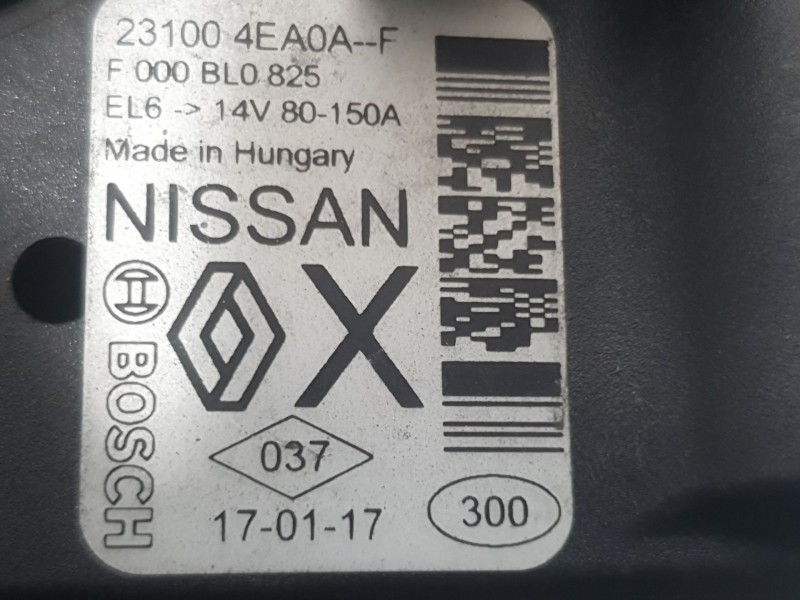 23100 4EA0A--F
F 000 BL0 825
EL6 -> 14V 80-150A
Made in Hungary
NISSAN
X
BOSCH
037
17-01-17
300